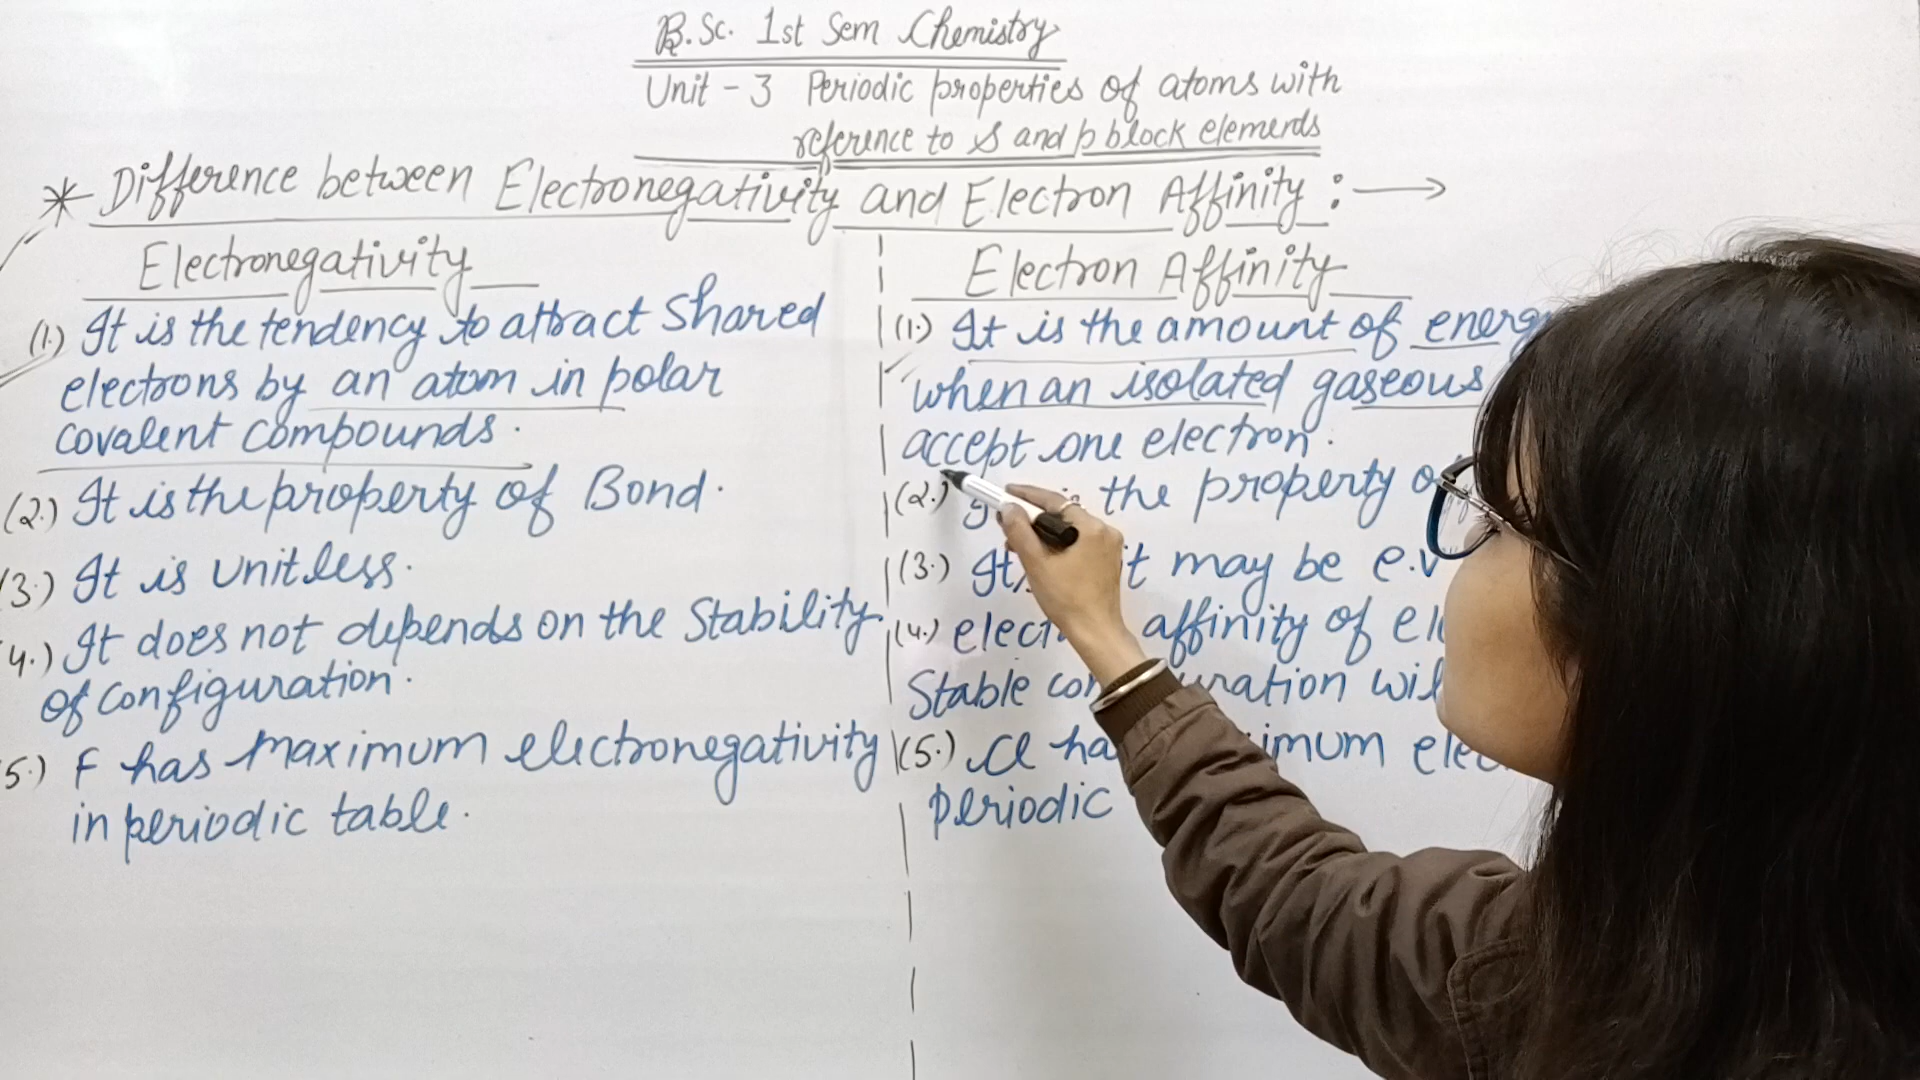 B.Sc. 1st Sem Chemistry
Unit - 3 Periodic properties of atoms with
reference to s and p block elements
* Difference between Electronegativity and Electron Affinity :→
Electronegativity
(1.) It is the tendency to attract shared
electrons by an atom in polar
covalent compounds.
(2.) It is the property of Bond.
(3.) It is unitless.
(4.) It does not depends on the stability
of configuration.
(5.) F has maximum electronegativity
in periodic table.
Electron Affinity
(1.) It is the amount of energy
when an isolated gaseous
accept one electron.
(2.) the property
(3.) may be e.v
(4.) affinity of
Stable
(5.) Cl
periodic